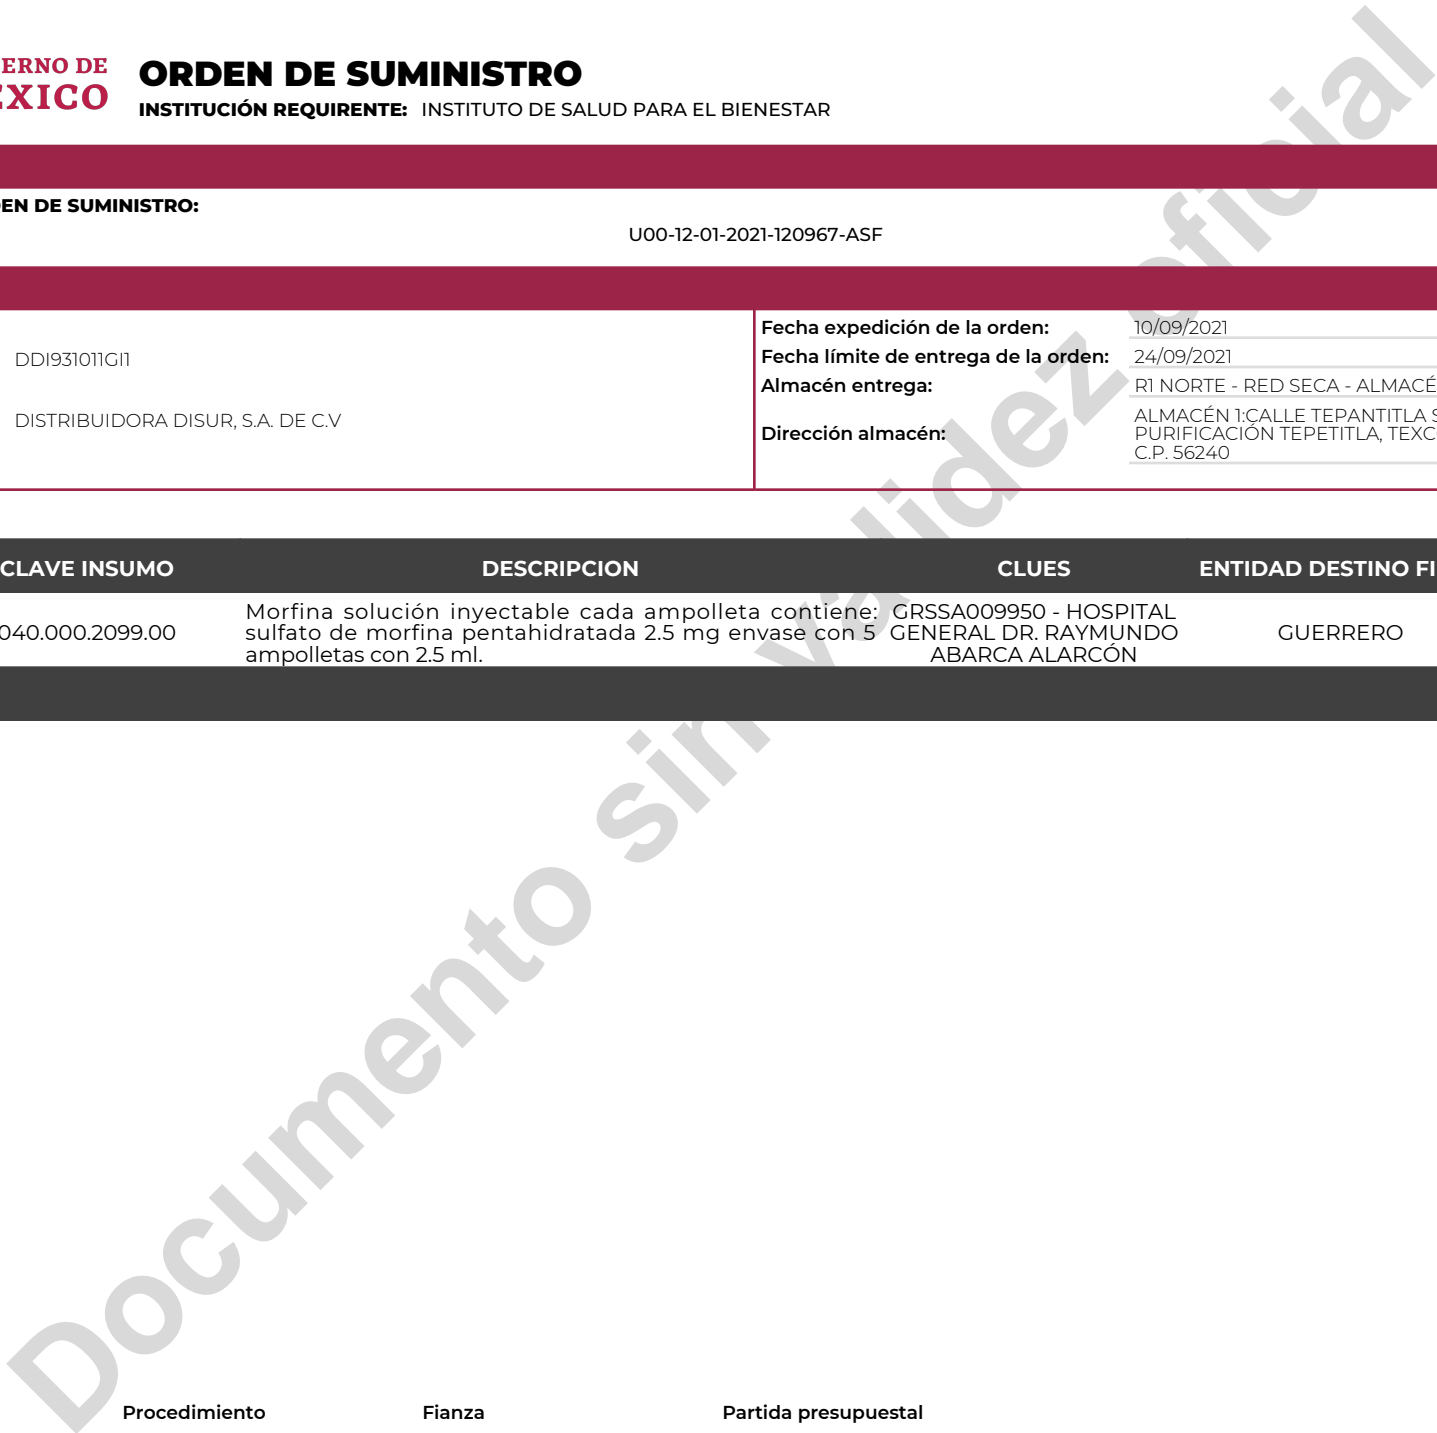 ERNO DE
ÉXICO
ORDEN DE SUMINISTRO
INSTITUCIÓN REQUIRENTE: INSTITUTO DE SALUD PARA EL BIENESTAR
EN DE SUMINISTRO:
U00-12-01-2021-120967-ASF
DDI931011GI1
DISTRIBUIDORA DISUR, S.A. DE C.V
Fecha expedición de la orden: 10/09/2021
Fecha límite de entrega de la orden: 24/09/2021
Almacén entrega: R1 NORTE - RED SECA - ALMACÉ
Dirección almacén:
ALMACÉN 1:CALLE TEPANTITLA S
PURIFICACIÓN TEPETITLA, TEXC
C.P. 56240
CLAVE INSUMO DESCRIPCION CLUES ENTIDAD DESTINO FI
040.000.2099.00
Morfina solución inyectable cada ampolleta contiene:
sulfato de morfina pentahidratada 2.5 mg envase con 5
ampolletas con 2.5 ml.
GRSSA009950 - HOSPITAL
GENERAL DR. RAYMUNDO
ABARCA ALARCÓN
GUERRERO
Documento sin validez oficial
Procedimiento Fianza Partida presupuestal